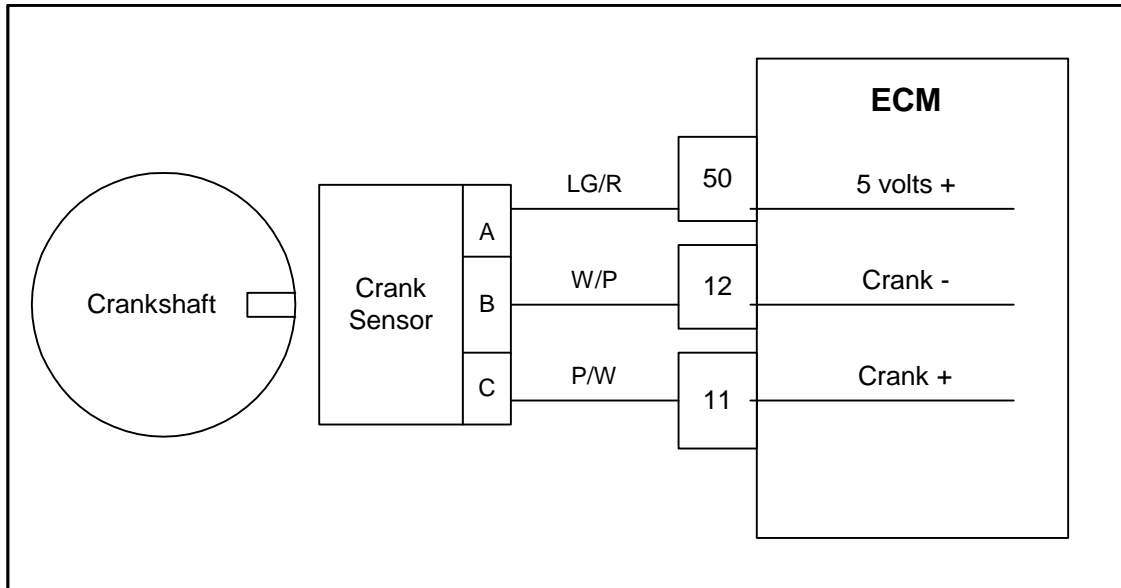 ECM
50
LG/R
5 volts +
A
Crankshaft
Crank
Sensor
B
W/P
12
Crank -
C
P/W
11
Crank +